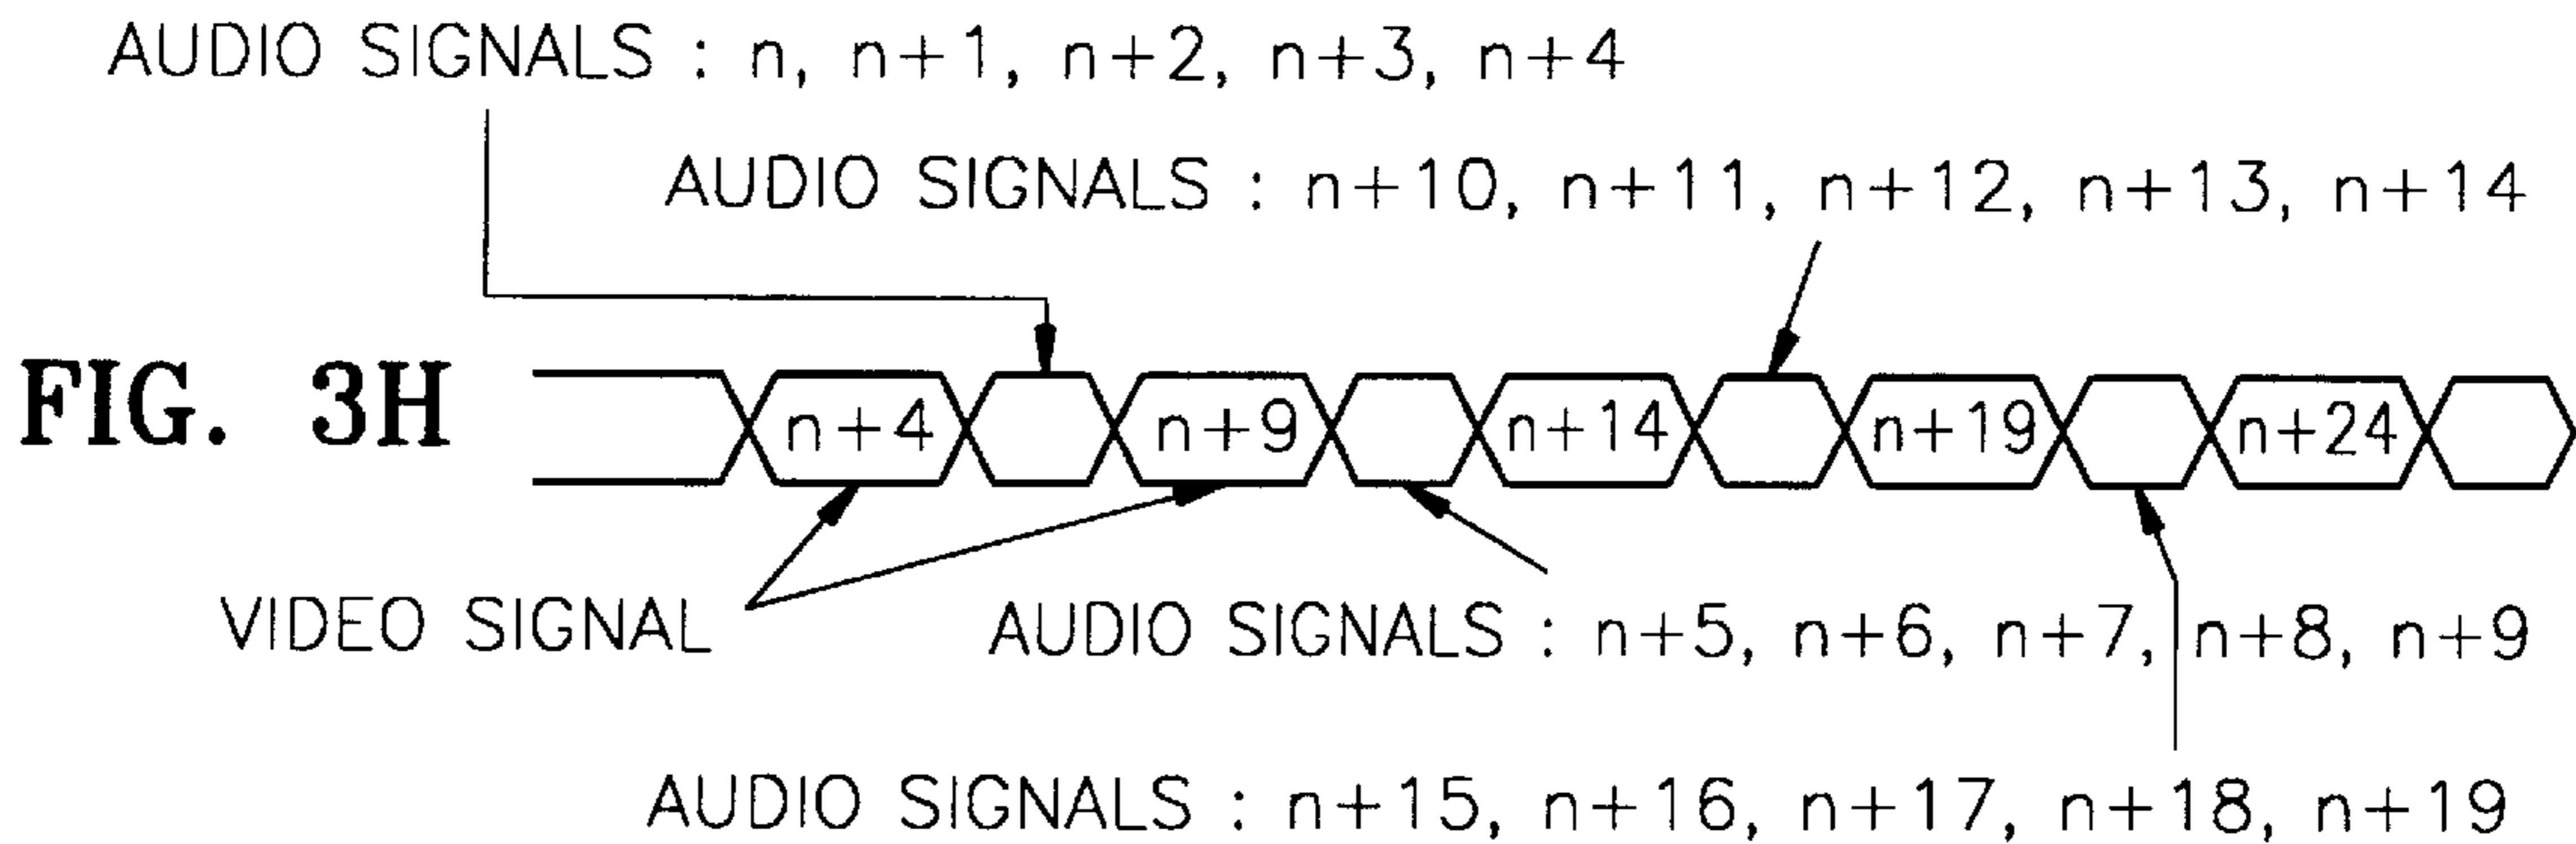 AUDIO SIGNALS : n, n+1, n+2, n+3, n+4
AUDIO SIGNALS : n+10, n+11, n+12, n+13, n+14
FIG. 3H
n+4
n+9
n+14
n+19
n+24
VIDEO SIGNAL
AUDIO SIGNALS : n+5, n+6, n+7, n+8, n+9
AUDIO SIGNALS : n+15, n+16, n+17, n+18, n+19